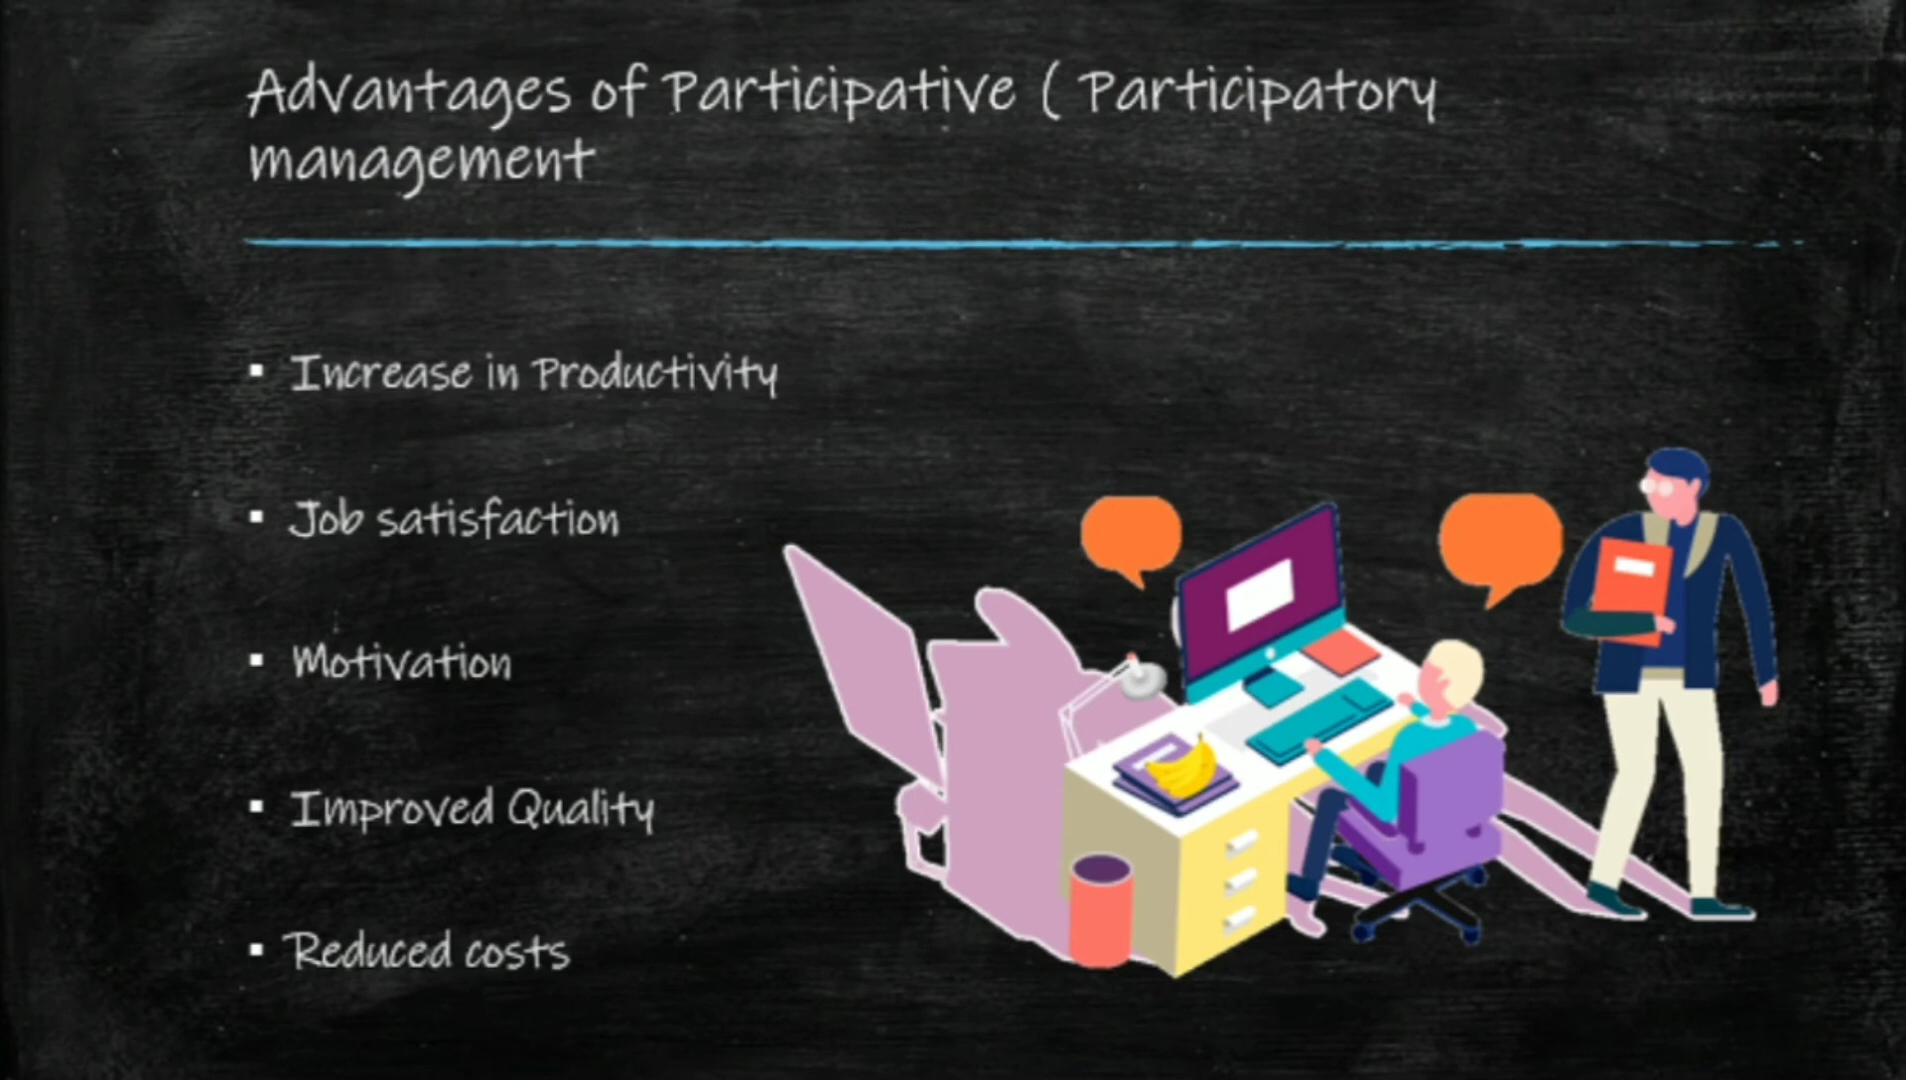 Advantages of Participative ( Participatory
management
▪ Increase in Productivity
▪ Job satisfaction
▪ Motivation
▪ Improved Quality
▪ Reduced costs